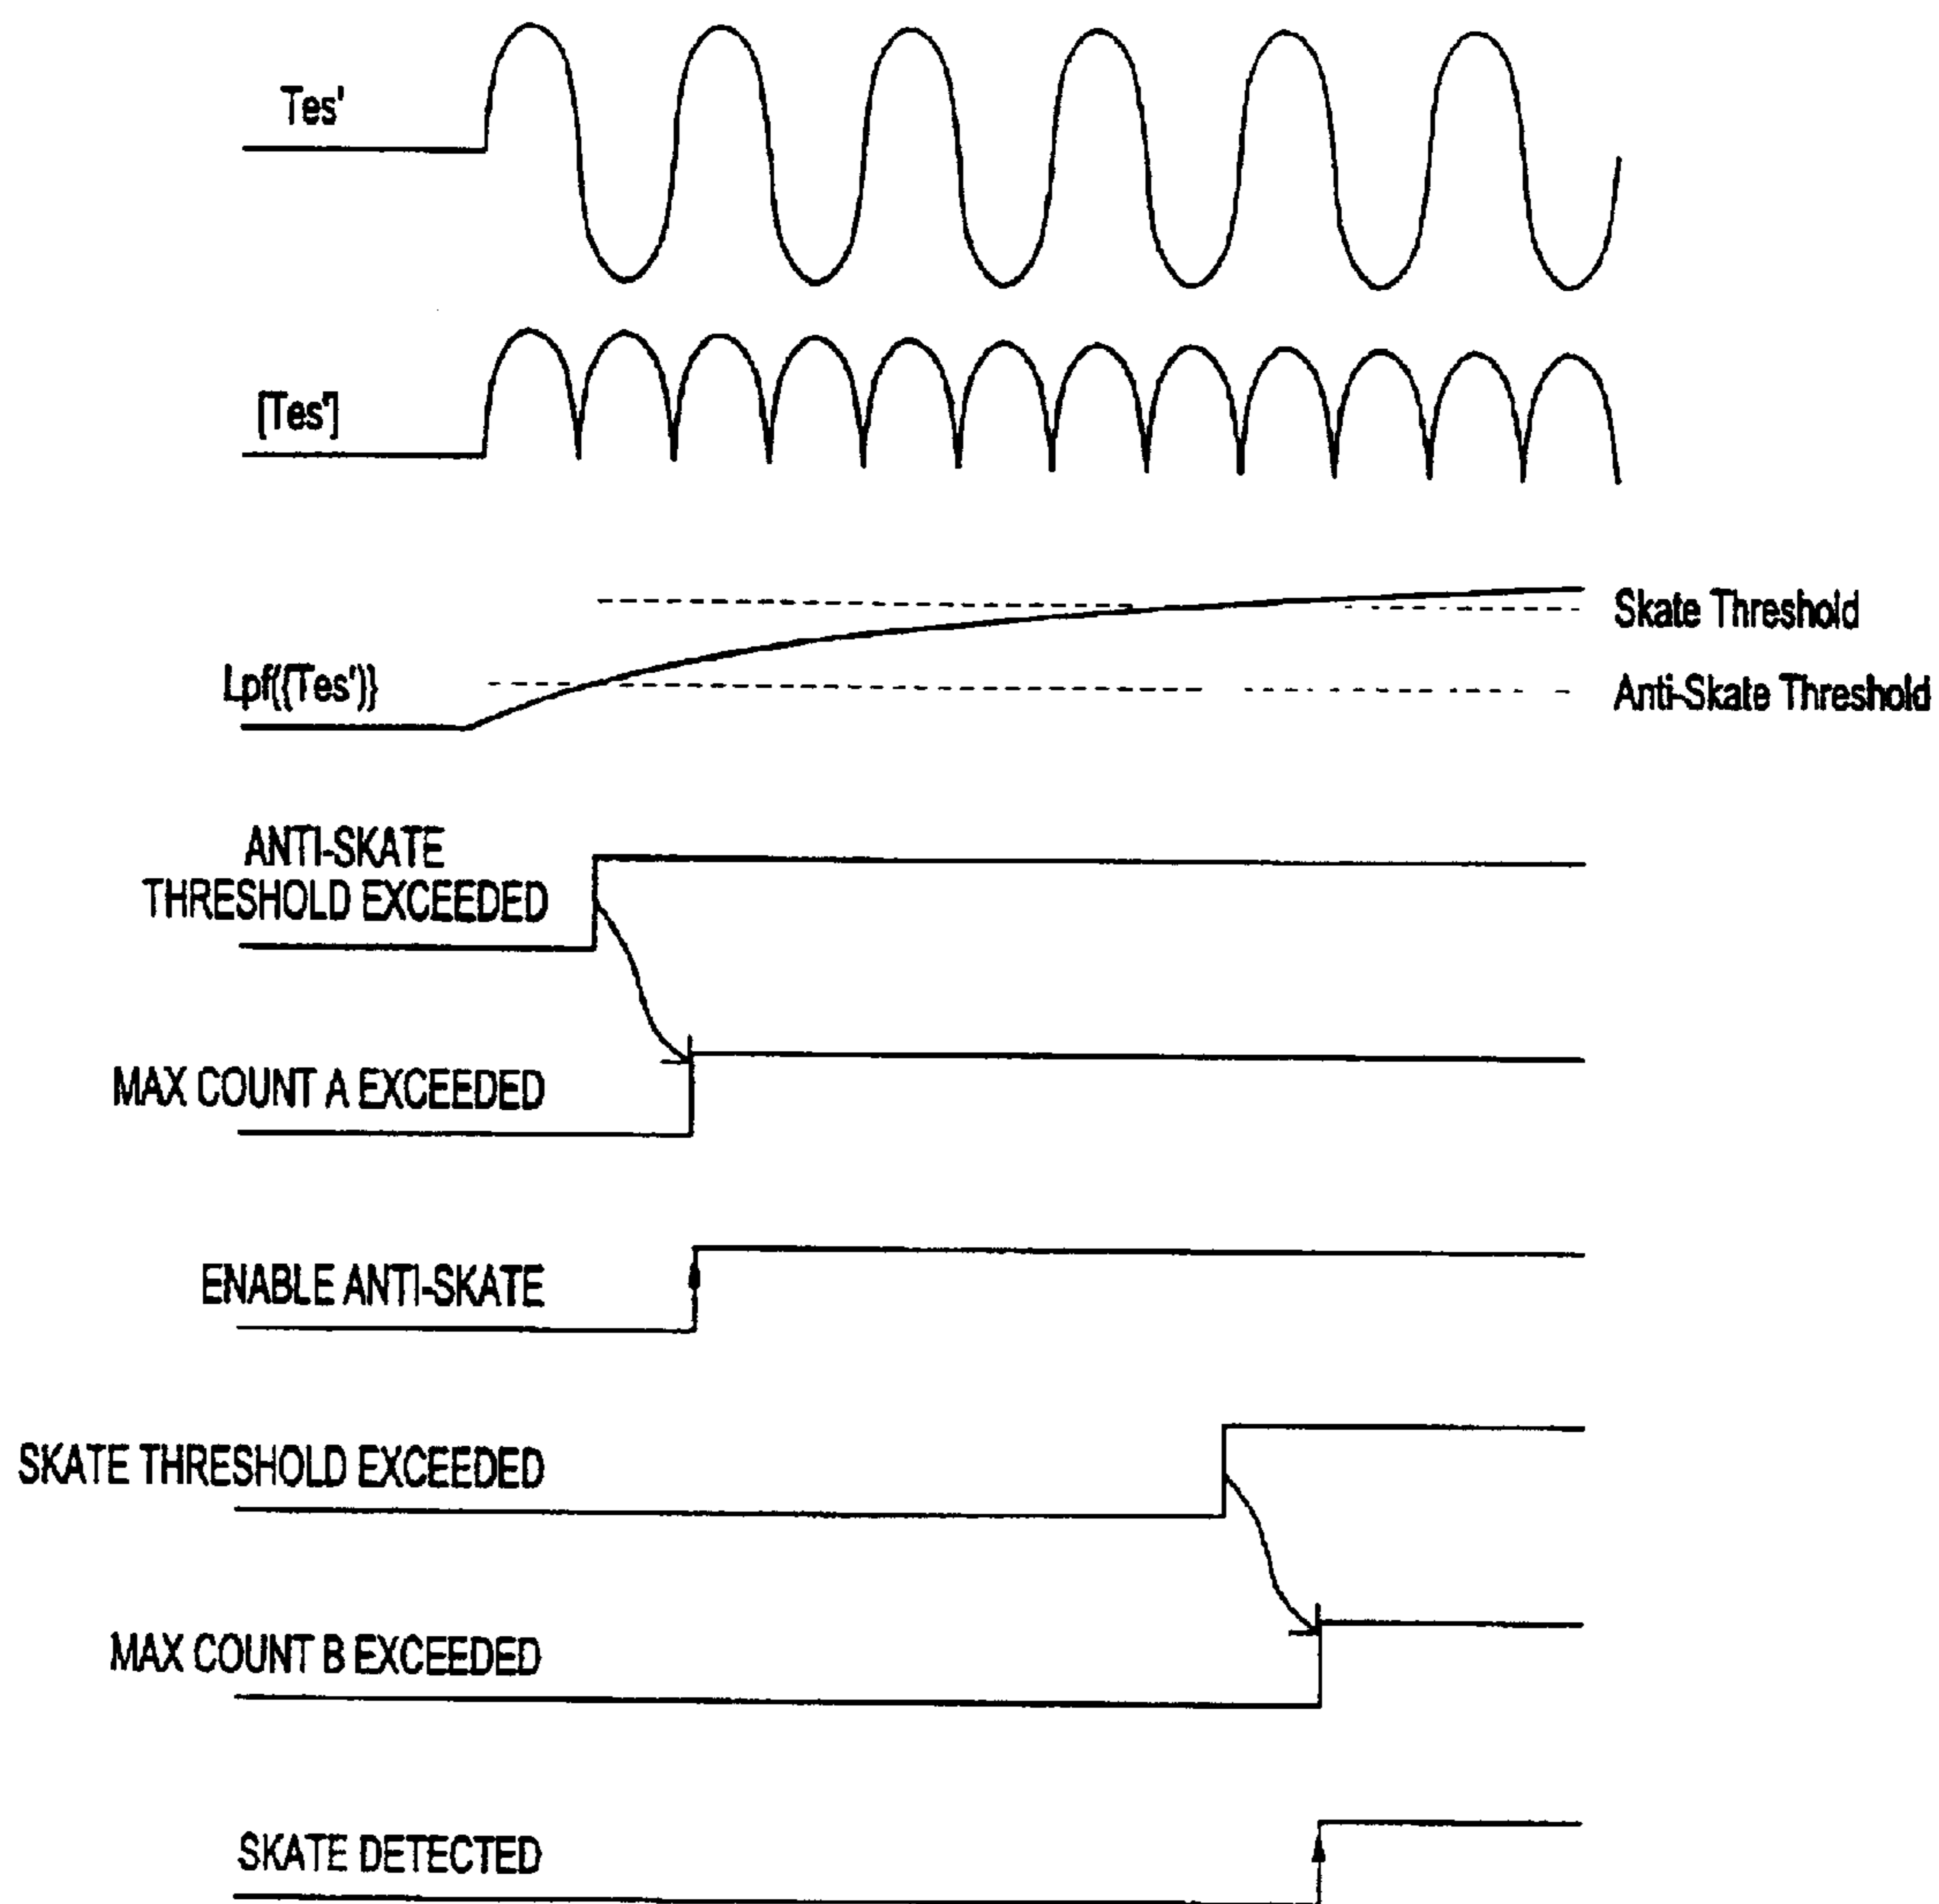 Tes'
[Tes']
Skate Threshold
Lpf({Tes')}
Anti-Skate Threshold
ANTI-SKATE
THRESHOLD EXCEEDED
MAX COUNT A EXCEEDED
ENABLE ANTI-SKATE
SKATE THRESHOLD EXCEEDED
MAX COUNT B EXCEEDED
SKATE DETECTED